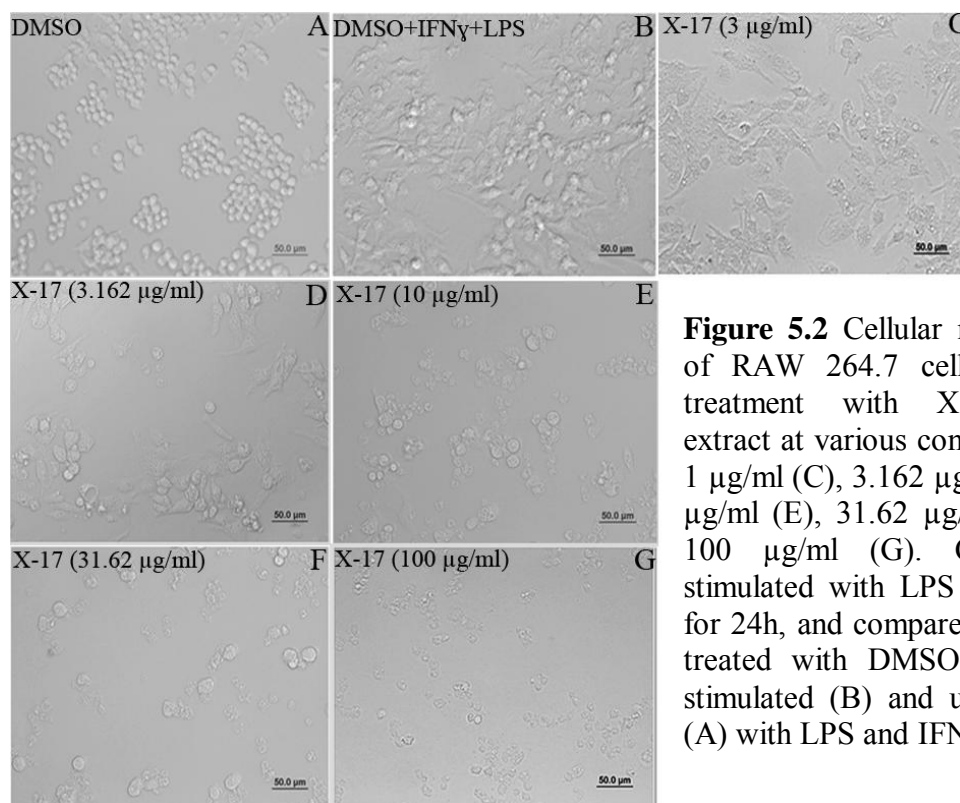 DMSO A
DMSO+IFNɣ+LPS B
X-17 (3 µg/ml)
50.0 µm
50.0 µm
50.0 µm
X-17 (3.162 µg/ml) D
X-17 (10 µg/ml) E
50.0 µm
50.0 µm
X-17 (31.62 µg/ml) F
X-17 (100 µg/ml) G
50.0 µm
50.0 µm
Figure 5.2 Cellular
of RAW 264.7 cell
treatment with X
extract at various con
1 µg/ml (C), 3.162 µg
µg/ml (E), 31.62 µg/
100 µg/ml (G).
stimulated with LPS
for 24h, and compare
treated with DMSO
stimulated (B) and u
(A) with LPS and IFN